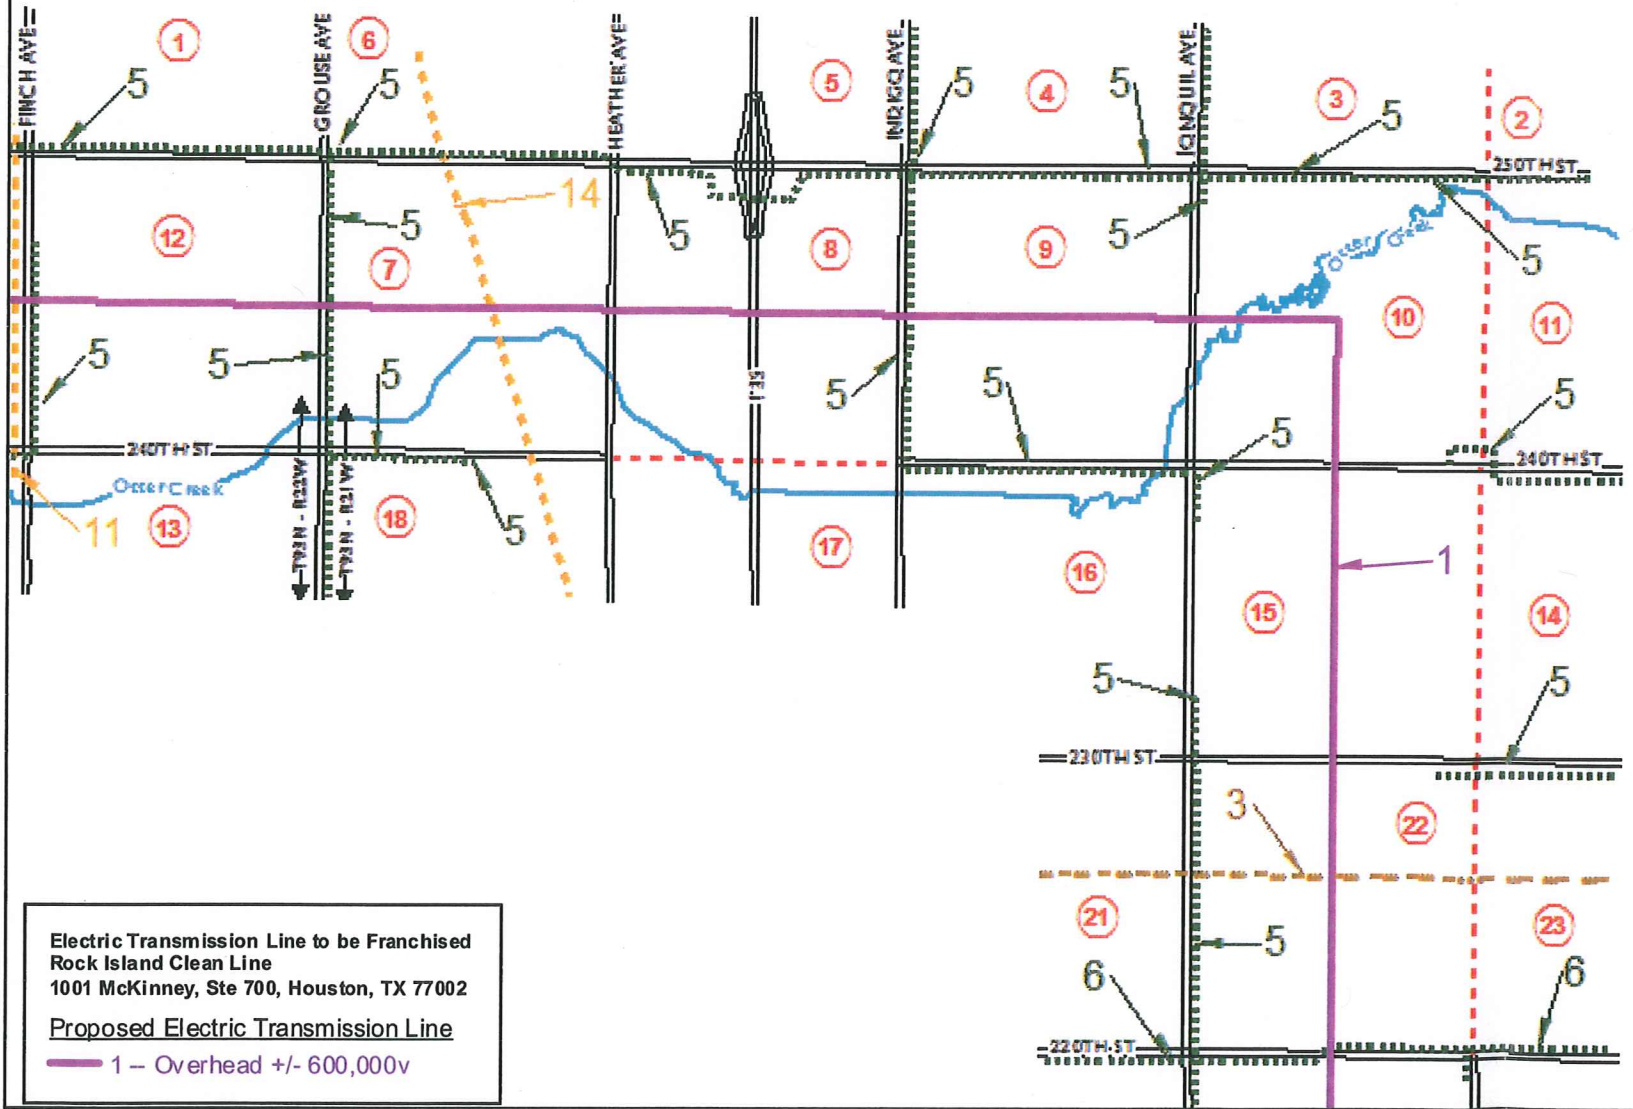 FINCH AVE
1
GROUSE AVE
6
HEATHER AVE
5
INDIGO AVE
4
JONQUIL AVE
3
2
5
5
5
5
5
250TH ST
12
5
14
5
8
9
5
Otter Creek
5
7
10
11
5
5
5
I-35
5
5
5
5
240TH ST
T93N - R22W
T93N - R21W
240TH ST
Otter Creek
11
13
18
5
17
16
1
15
14
5
5
230TH ST
3
22
21
5
23
6
6
220TH ST
Electric Transmission Line to be Franchised
Rock Island Clean Line
1001 McKinney, Ste 700, Houston, TX 77002
Proposed Electric Transmission Line
1 -- Overhead +/- 600,000v